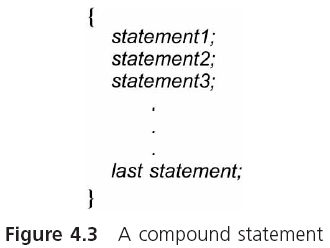 {
statement1;
statement2;
statement3;
.
.
.
last statement;
}
Figure 4.3 A compound statement